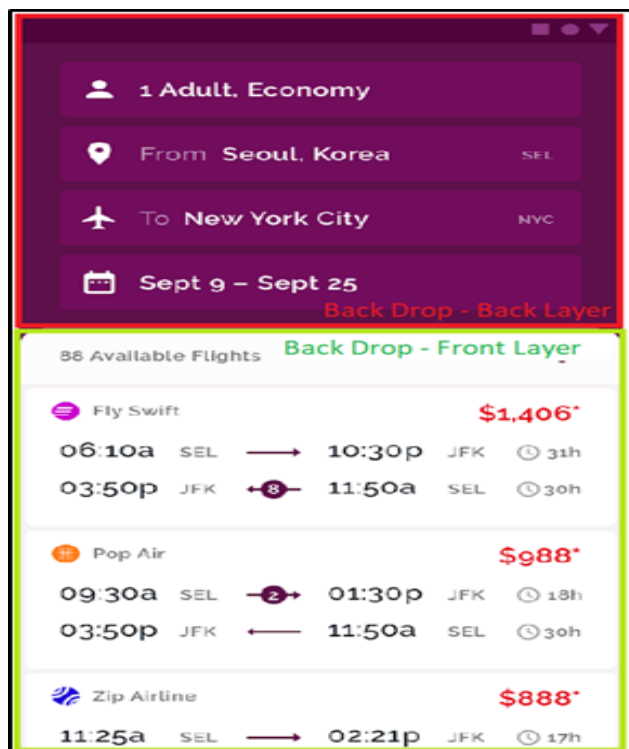 1 Adult, Economy
From Seoul, Korea SEL
To New York City NYC
Sept 9 – Sept 25
Back Drop - Back Layer
88 Available Flights Back Drop - Front Layer
Fly Swift $1,406*
06:10a SEL 10:30p JFK 31h
03:50p JFK 8 11:50a SEL 30h
Pop Air $988*
09:30a SEL 2 01:30p JFK 18h
03:50p JFK 11:50a SEL 30h
Zip Airline $888*
11:25a SEL 02:21p JFK 17h